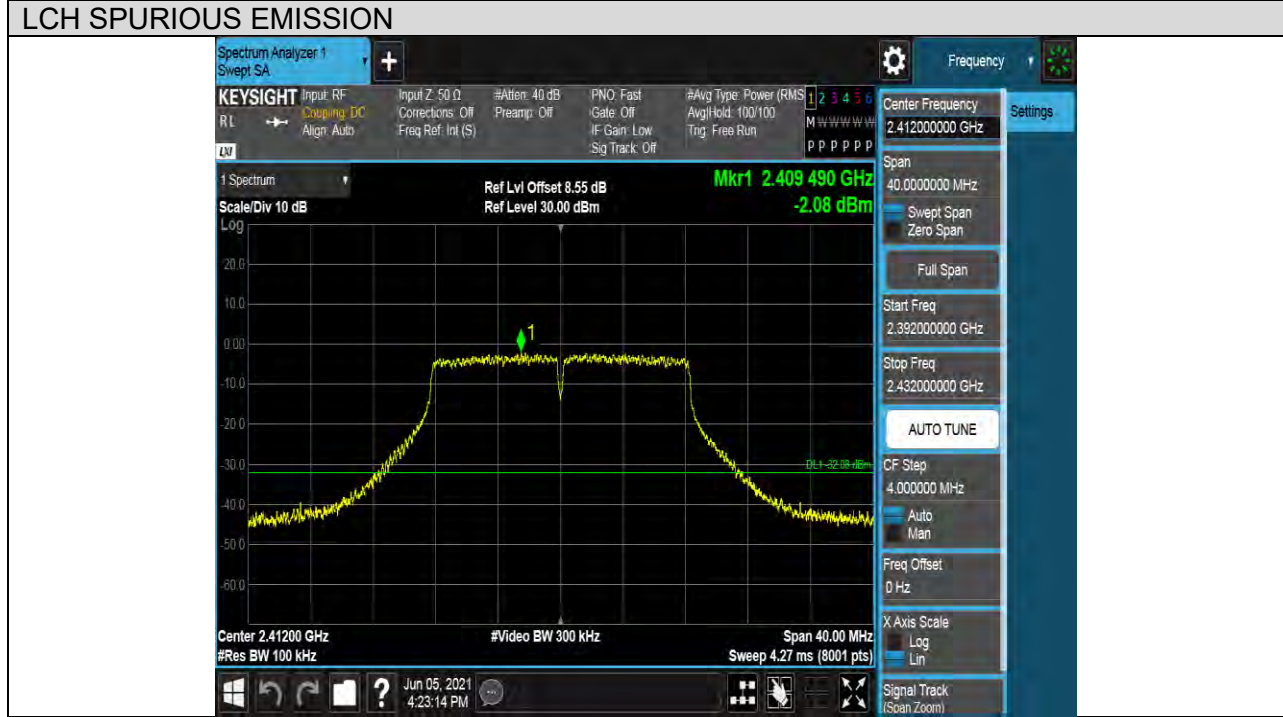 LCH SPURIOUS EMISSION
Spectrum Analyzer 1
Swept SA
+
Frequency
KEYSIGHT
RL
LXI
Input: RF
Coupling: DC
Align: Auto
Input Z: 50 Ω
Corrections: Off
Freq Ref: Int (S)
#Atten: 40 dB
Preamp: Off
PNO: Fast
Gate: Off
IF Gain: Low
Sig Track: Off
#Avg Type: Power (RMS
Avg|Hold: 100/100
Trig: Free Run
1 2 3 4 5 6
M W W W W W
P P P P P P
Center Frequency
2.412000000 GHz
Settings
Span
40.0000000 MHz
Swept Span
Zero Span
Full Span
Start Freq
2.392000000 GHz
Stop Freq
2.432000000 GHz
AUTO TUNE
CF Step
4.000000 MHz
Auto
Man
Freq Offset
0 Hz
X Axis Scale
Log
Lin
Signal Track
(Span Zoom)
1 Spectrum
Scale/Div 10 dB
Log
Ref Lvl Offset 8.55 dB
Ref Level 30.00 dBm
Mkr1 2.409 490 GHz
-2.08 dBm
20.0
10.0
0.00
-10.0
-20.0
-30.0
-40.0
-50.0
-60.0
1
DL1 -32.08 dBm
Center 2.41200 GHz
#Video BW 300 kHz
Span 40.00 MHz
#Res BW 100 kHz
Sweep 4.27 ms (8001 pts)
?
Jun 05, 2021
4:23:14 PM